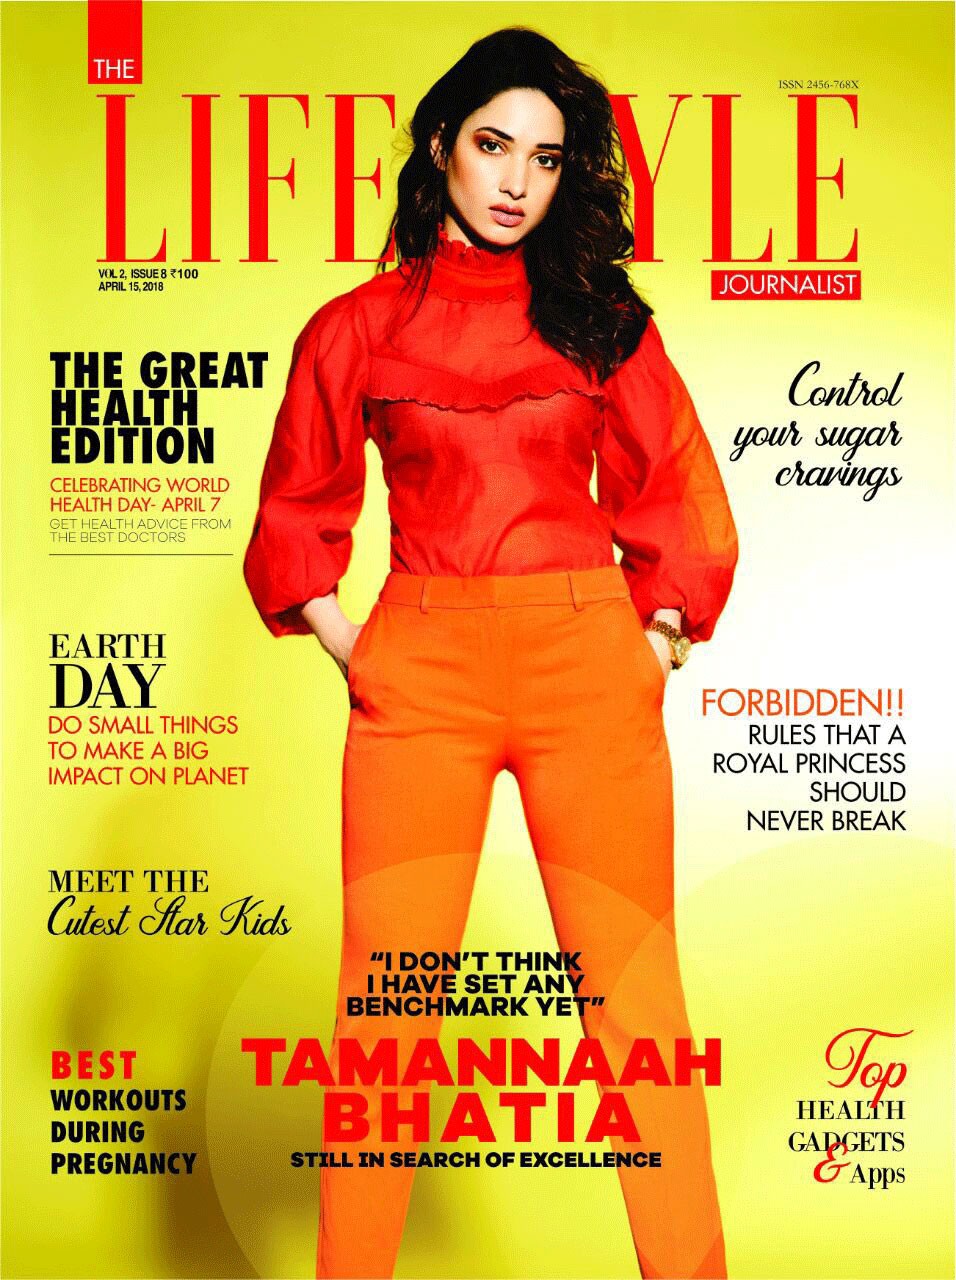 THE
LIFESTYLE
ISSN 2456-768X
JOURNALIST
VOL 2, ISSUE 8 ₹100
APRIL 15, 2018
THE GREAT
HEALTH
EDITION
CELEBRATING WORLD
HEALTH DAY- APRIL 7
GET HEALTH ADVICE FROM
THE BEST DOCTORS
Control
your sugar
cravings
EARTH
DAY
DO SMALL THINGS
TO MAKE A BIG
IMPACT ON PLANET
FORBIDDEN!!
RULES THAT A
ROYAL PRINCESS
SHOULD
NEVER BREAK
MEET THE
Cutest Star Kids
“I DON’T THINK
I HAVE SET ANY
BENCHMARK YET”
TAMANNAAH
BHATIA
STILL IN SEARCH OF EXCELLENCE
BEST
WORKOUTS
DURING
PREGNANCY
Top
HEALTH
GADGETS
& Apps